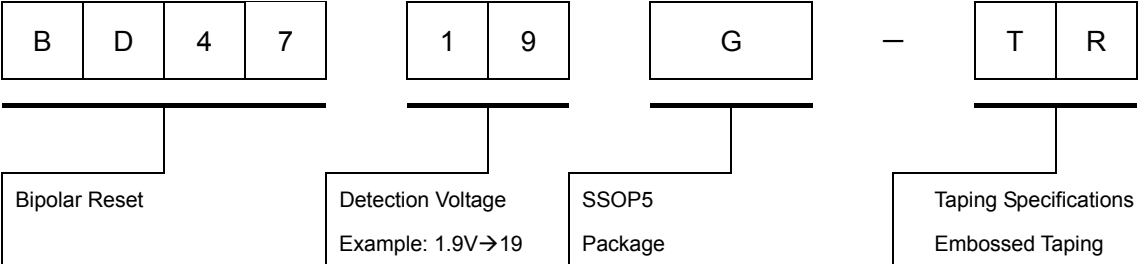 B D 4 7 1 9 G － T R
Bipolar Reset
Detection Voltage
Example: 1.9V→19
SSOP5
Package
Taping Specifications
Embossed Taping